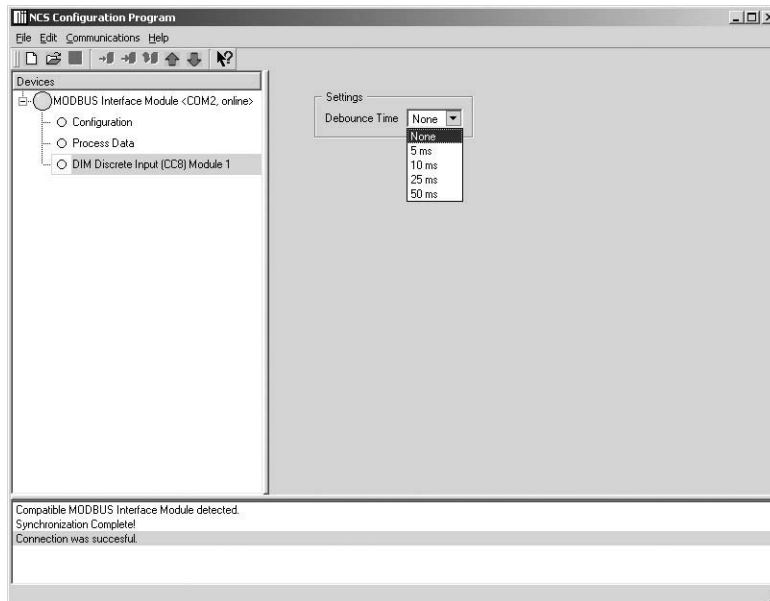 NCS Configuration Program
File Edit Communications Help
Devices
MODBUS Interface Module <COM2, online>
Configuration
Process Data
DIM Discrete Input (CC8) Module 1
Settings
Debounce Time None
None
5 ms
10 ms
25 ms
50 ms
Compatible MODBUS Interface Module detected.
Synchronization Complete!
Connection was succesful.